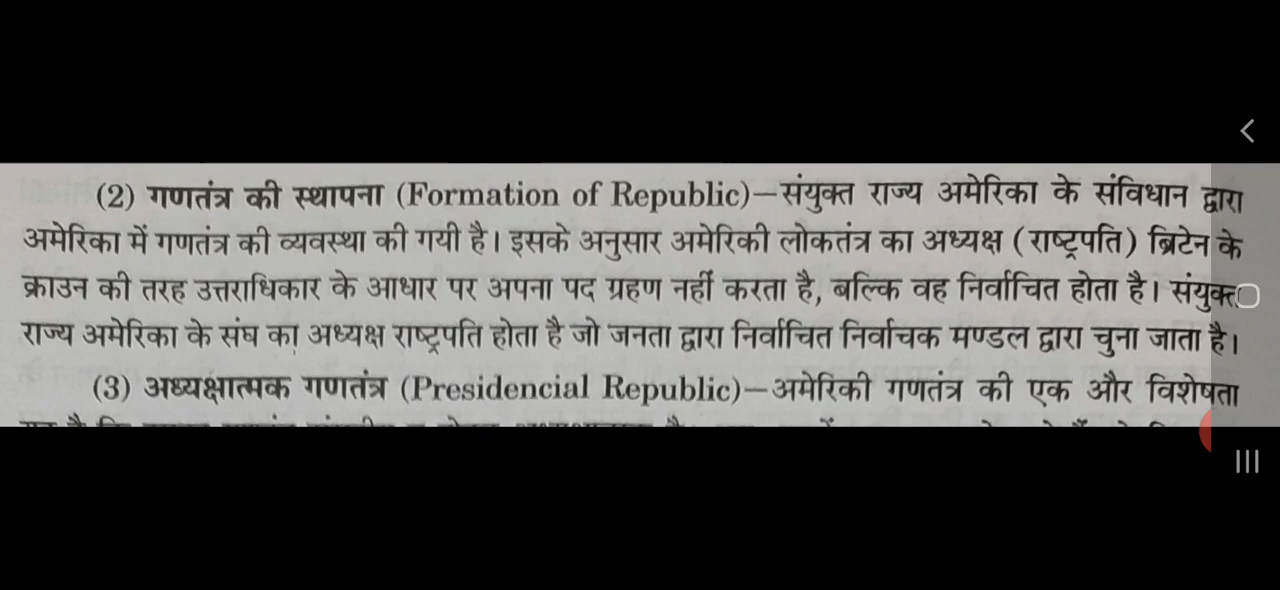 (2) गणतंत्र की स्थापना (Formation of Republic)—संयुक्त राज्य अमेरिका के संविधान द्वारा
अमेरिका में गणतंत्र की व्यवस्था की गयी है। इसके अनुसार अमेरिकी लोकतंत्र का अध्यक्ष (राष्ट्रपति) ब्रिटेन के
क्राउन की तरह उत्तराधिकार के आधार पर अपना पद ग्रहण नहीं करता है, बल्कि वह निर्वाचित होता है। संयुक्त
राज्य अमेरिका के संघ का अध्यक्ष राष्ट्रपति होता है जो जनता द्वारा निर्वाचित निर्वाचक मण्डल द्वारा चुना जाता है।
(3) अध्यक्षात्मक गणतंत्र (Presidencial Republic)—अमेरिकी गणतंत्र की एक और विशेषता